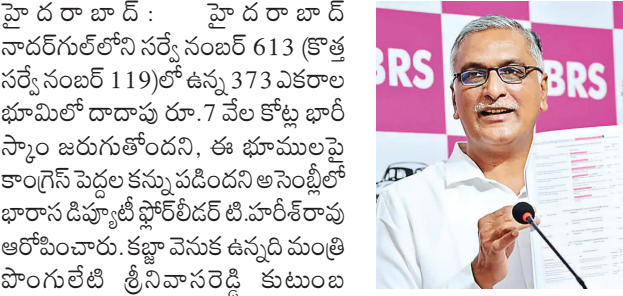 హైదరాబాద్: హైదరాబాద్
నాదర్‌గుల్‌లోని సర్వే నంబర్ 613 (కొత్త
సర్వే నంబర్ 119)లో ఉన్న 373 ఎకరాల
భూమిలో దాదాపు రూ.7 వేల కోట్ల భారీ
స్కాం జరుగుతోందని, ఈ భూములపై
కాంగ్రెస్ పెద్దల కన్ను పడిందని అసెంబ్లీలో
భారాస డిప్యూటీ ఫ్లోర్‌లీడర్ టి.హరీశ్‌రావు
ఆరోపించారు. కబ్జా వెనుక ఉన్నది మంత్రి
పొంగులేటి శ్రీనివాసరెడ్డి కుటుంబ
BRS
BRS